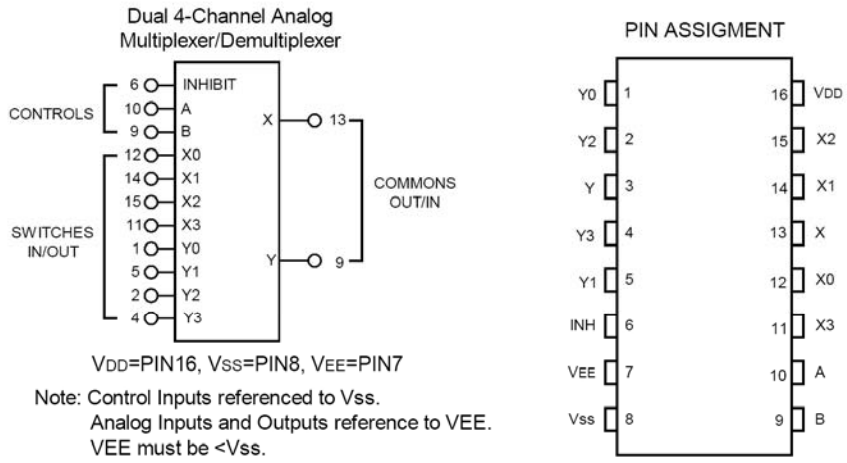 Dual 4-Channel Analog
Multiplexer/Demultiplexer
CONTROLS
6 INHIBIT
10 A
9 B
SWITCHES
IN/OUT
12 X0
14 X1
15 X2
11 X3
1 Y0
5 Y1
2 Y2
4 Y3
X 13
Y 9
COMMONS
OUT/IN
VDD=PIN16, VSS=PIN8, VEE=PIN7
Note: Control Inputs referenced to Vss.
Analog Inputs and Outputs reference to VEE.
VEE must be <Vss.
PIN ASSIGMENT
Y0 1 16 VDD
Y2 2 15 X2
Y 3 14 X1
Y3 4 13 X
Y1 5 12 X0
INH 6 11 X3
VEE 7 10 A
Vss 8 9 B